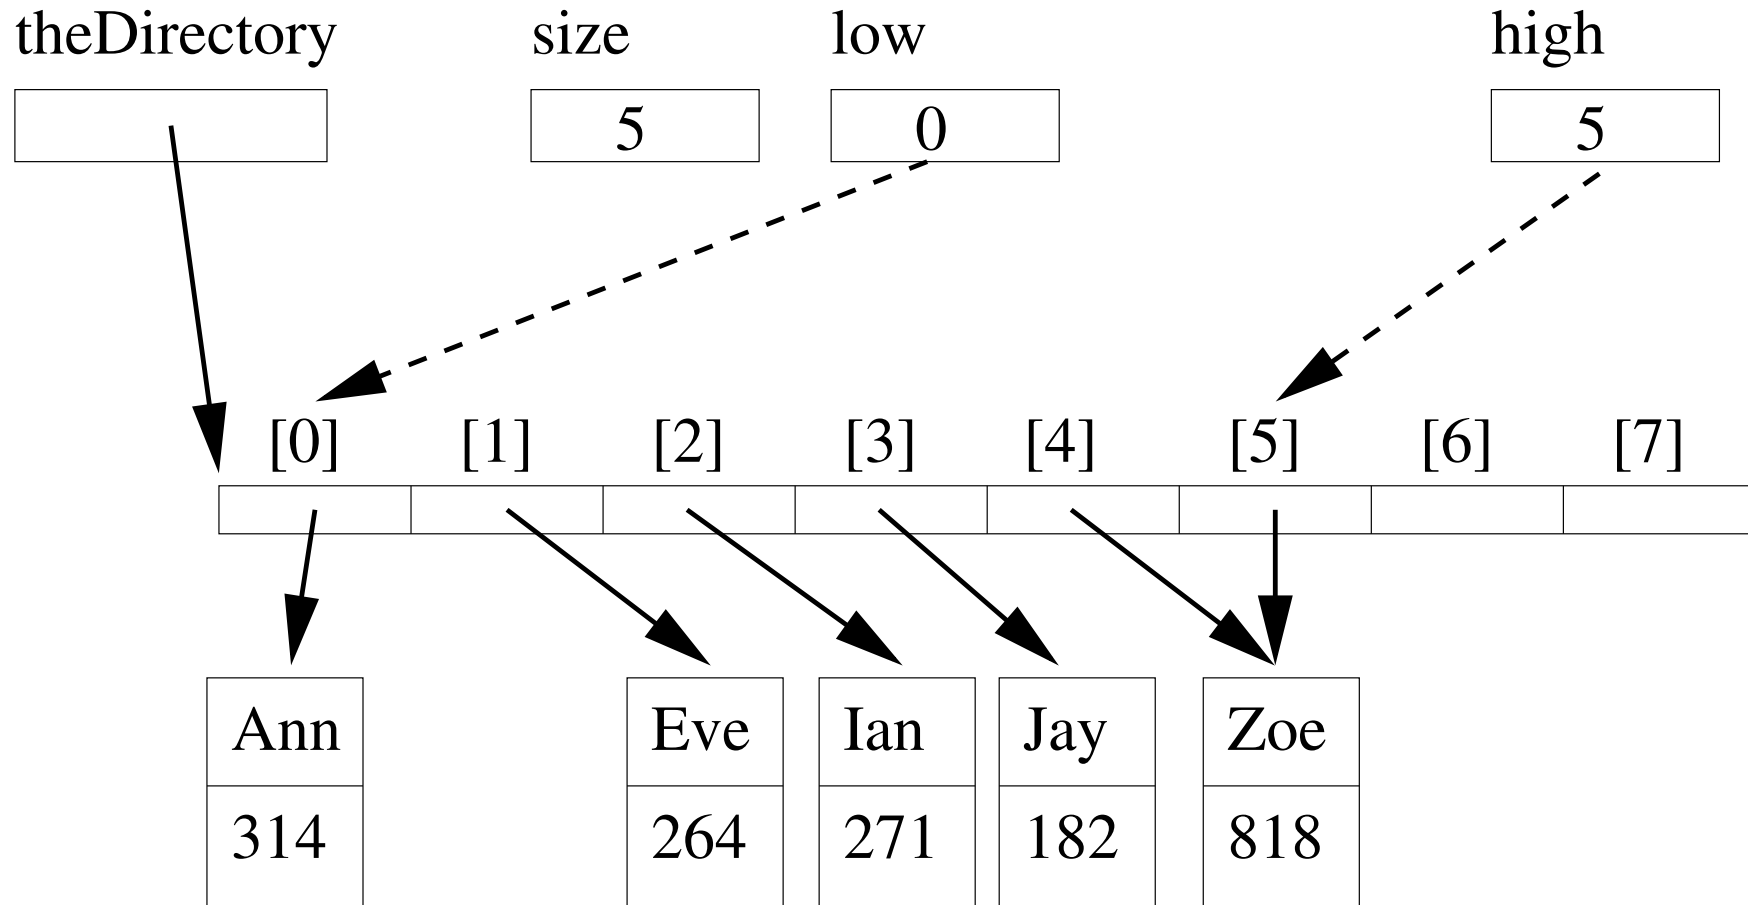 theDirectory size low high
5 0 5
[0] [1] [2] [3] [4] [5] [6] [7]
Ann Eve Ian Jay Zoe
314 264 271 182 818